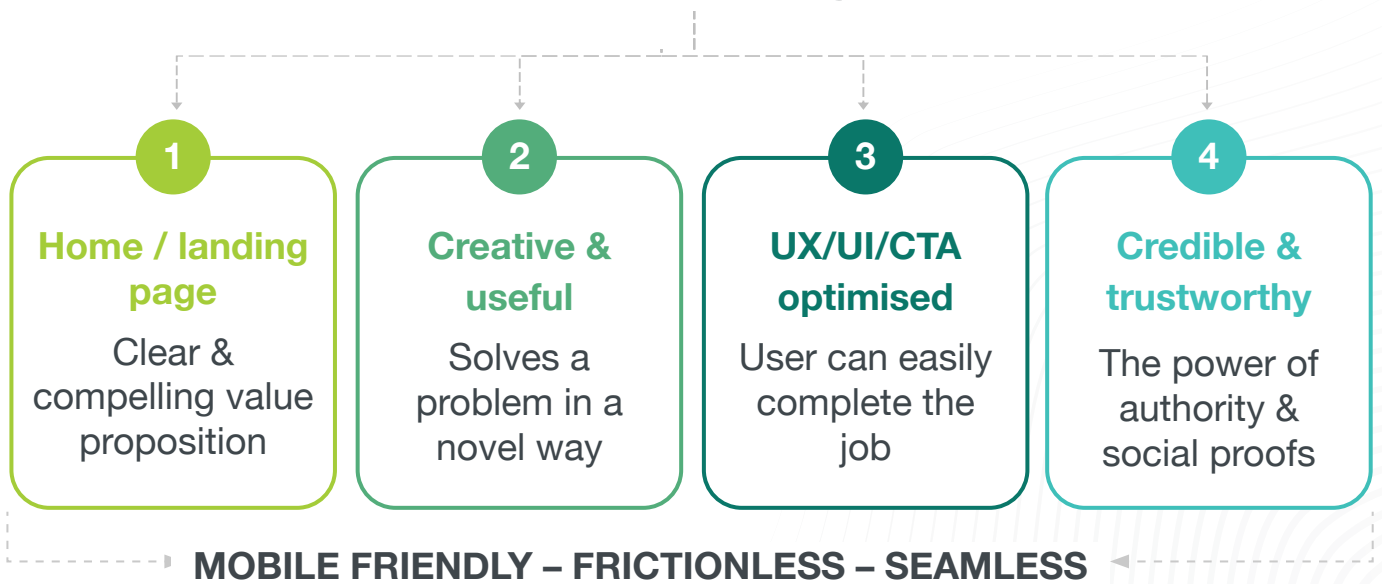 1
Home / landing
page
Clear &
compelling value
proposition
2
Creative &
useful
Solves a
problem in a
novel way
3
UX/UI/CTA
optimised
User can easily
complete the
job
4
Credible &
trustworthy
The power of
authority &
social proofs
MOBILE FRIENDLY – FRICTIONLESS – SEAMLESS